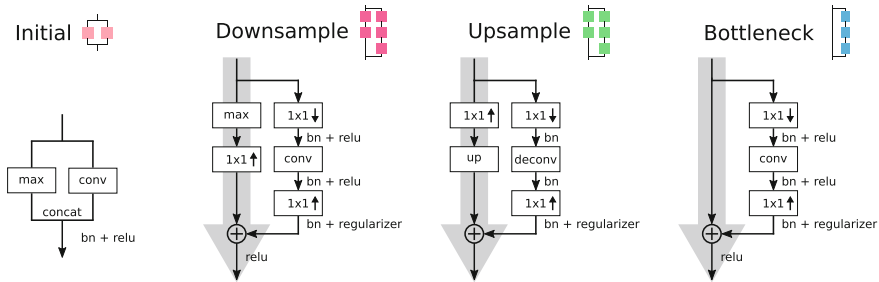 Initial
max
conv
concat
bn + relu
Downsample
max
1x1
1x1
bn + relu
conv
bn + relu
1x1
bn + regularizer
relu
Upsample
1x1
up
1x1
bn
deconv
bn
1x1
bn + regularizer
Bottleneck
1x1
bn + relu
conv
bn + relu
1x1
bn + regularizer
relu